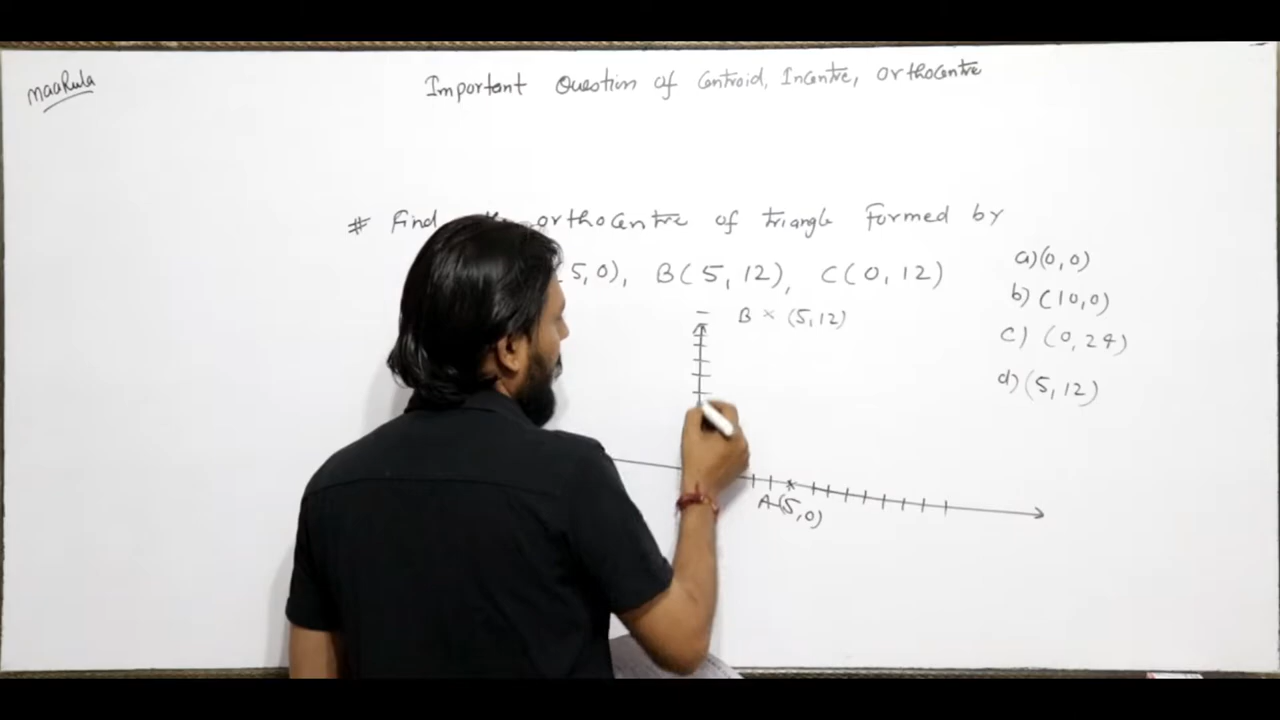 maaRula
Important Question of Centroid, Incentre, Orthocentre
# Find orthocentre of triangle formed by
5, 0), B(5, 12), C(0, 12)
a) (0, 0)
b) (10, 0)
c) (0, 24)
d) (5, 12)
B × (5, 12)
A(5, 0)